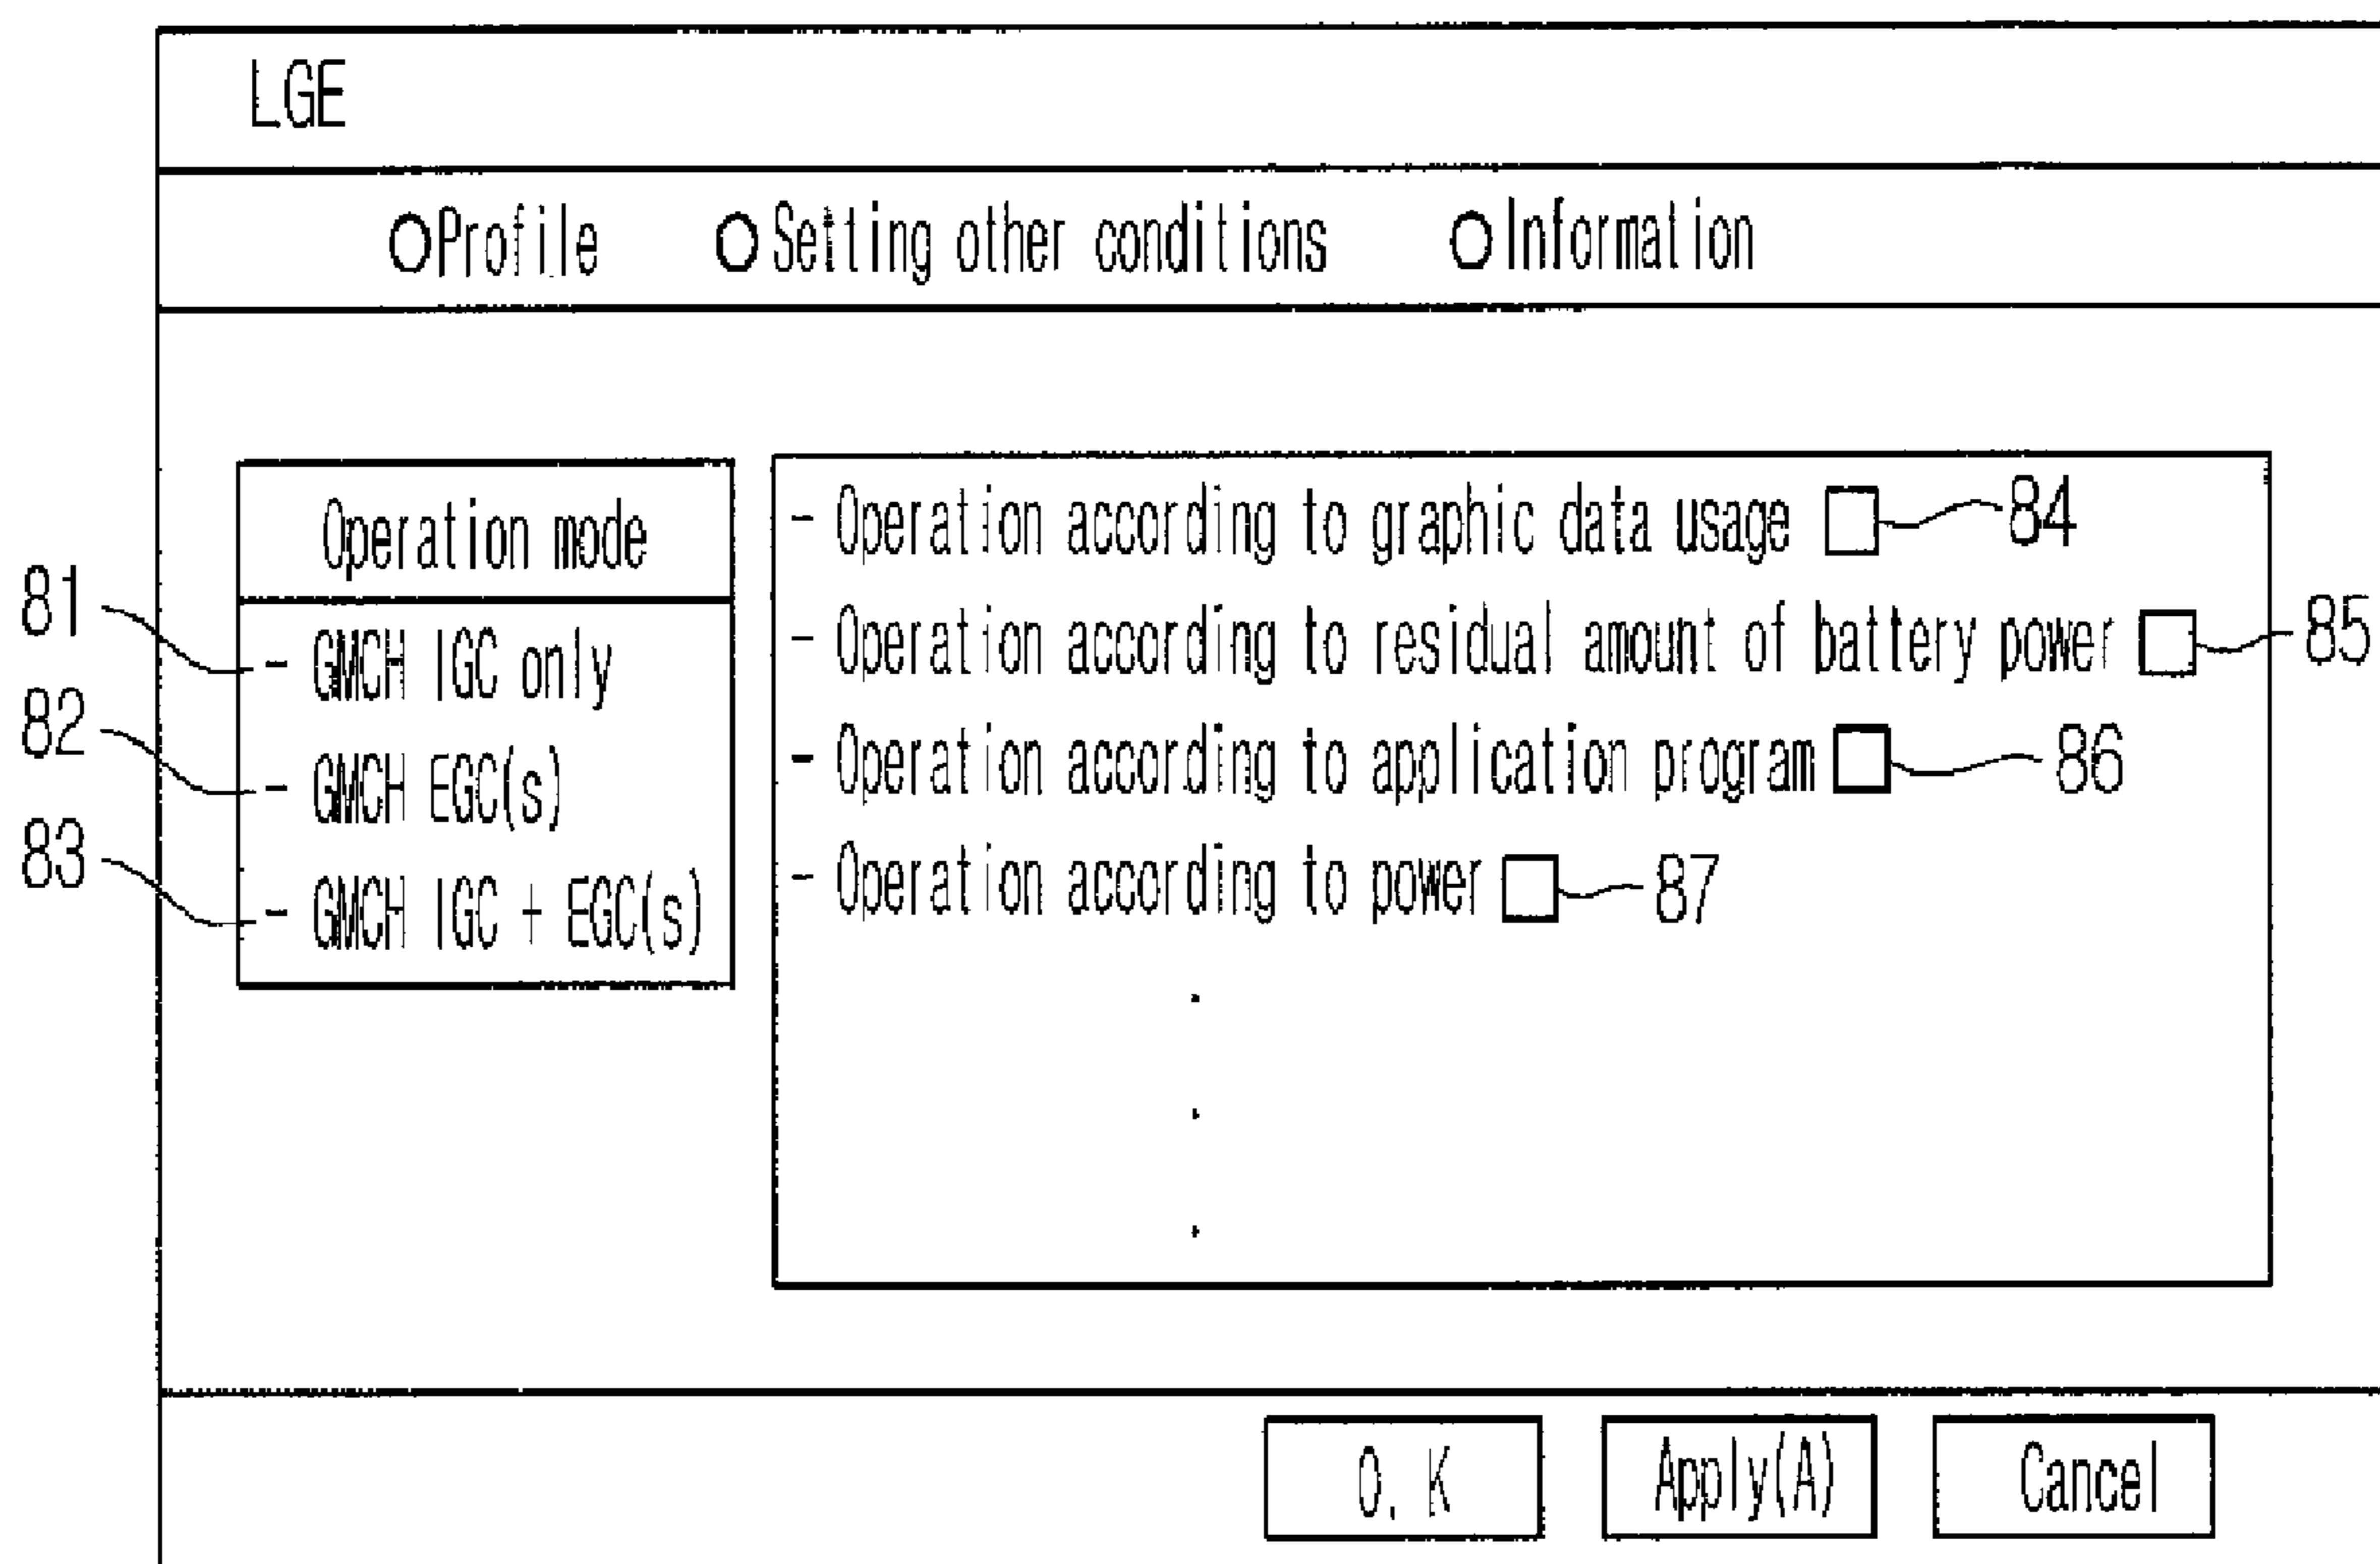 LGE
Profile Setting other conditions Information
Operation mode
81 - GMCH IGC only
82 - GMCH EGC(s)
83 - GMCH IGC + EGC(s)
- Operation according to graphic data usage 84
- Operation according to residual amount of battery power 85
- Operation according to application program 86
- Operation according to power 87
O, K Apply(A) Cancel